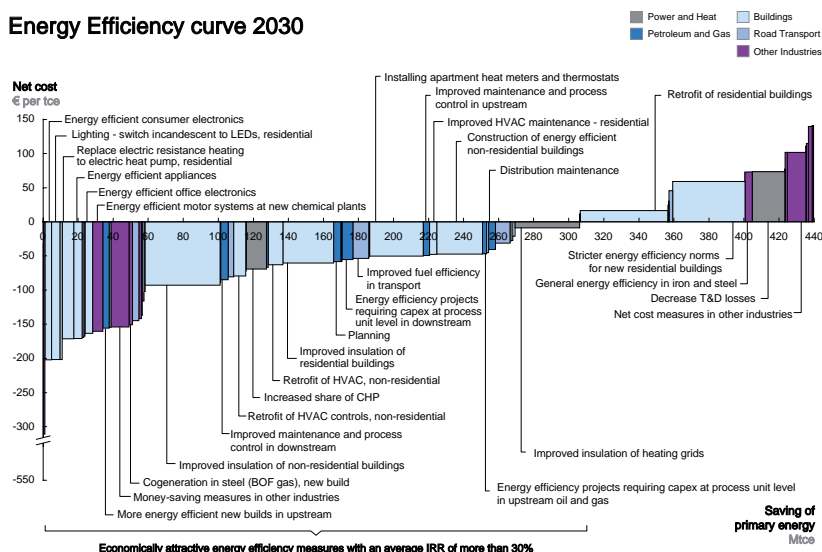 Energy Efficiency curve 2030
Power and Heat
Buildings
Petroleum and Gas
Road Transport
Other Industries
Net cost
€ per tce
Installing apartment heat meters and thermostats
Improved maintenance and process
control in upstream
Retrofit of residential buildings
Energy efficient consumer electronics
Lighting - switch incandescent to LEDs, residential
Replace electric resistance heating
to electric heat pump, residential
Energy efficient appliances
Energy efficient office electronics
Energy efficient motor systems at new chemical plants
Improved HVAC maintenance - residential
Construction of energy efficient
non-residential buildings
Distribution maintenance
150
100
50
0
-50
-100
-150
-200
-250
-300
-550
0 20 40 60 80 100 120 140 160 180 200 220 240 260 280 300 320 340 360 380 400 420 440
Stricter energy efficiency norms
for new residential buildings
General energy efficiency in iron and steel
Decrease T&D losses
Net cost measures in other industries
Improved fuel efficiency
in transport
Energy efficiency projects
requiring capex at process
unit level in downstream
Planning
Improved insulation of
residential buildings
Retrofit of HVAC, non-residential
Increased share of CHP
Retrofit of HVAC controls, non-residential
Improved maintenance and process
control in downstream
Improved insulation of heating grids
Improved insulation of non-residential buildings
Cogeneration in steel (BOF gas), new build
Money-saving measures in other industries
More energy efficient new builds in upstream
Energy efficiency projects requiring capex at process unit level
in upstream oil and gas
Saving of
primary energy
Mtce
Economically attractive energy efficiency measures with an average IRR of more than 30%